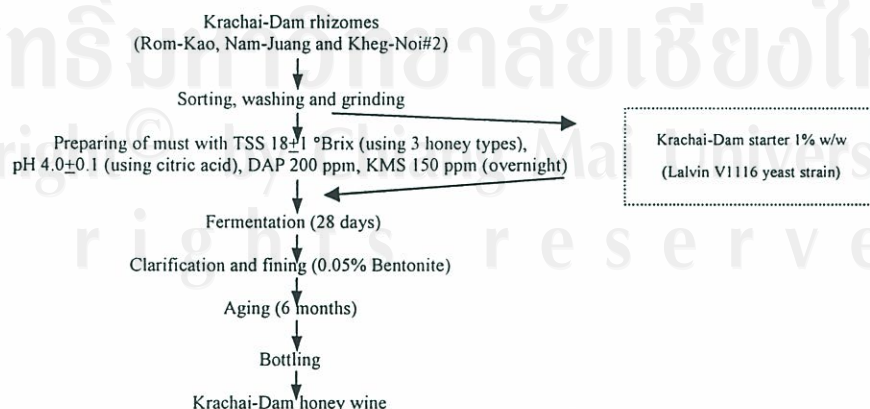 Krachai-Dam rhizomes
(Rom-Kao, Nam-Juang and Kheg-Noi#2)
Sorting, washing and grinding
Preparing of must with TSS 18±1 °Brix (using 3 honey types),
pH 4.0±0.1 (using citric acid), DAP 200 ppm, KMS 150 ppm (overnight)
Krachai-Dam starter 1% w/w
(Lalvin V1116 yeast strain)
Fermentation (28 days)
Clarification and fining (0.05% Bentonite)
Aging (6 months)
Bottling
Krachai-Dam honey wine
rights reserve